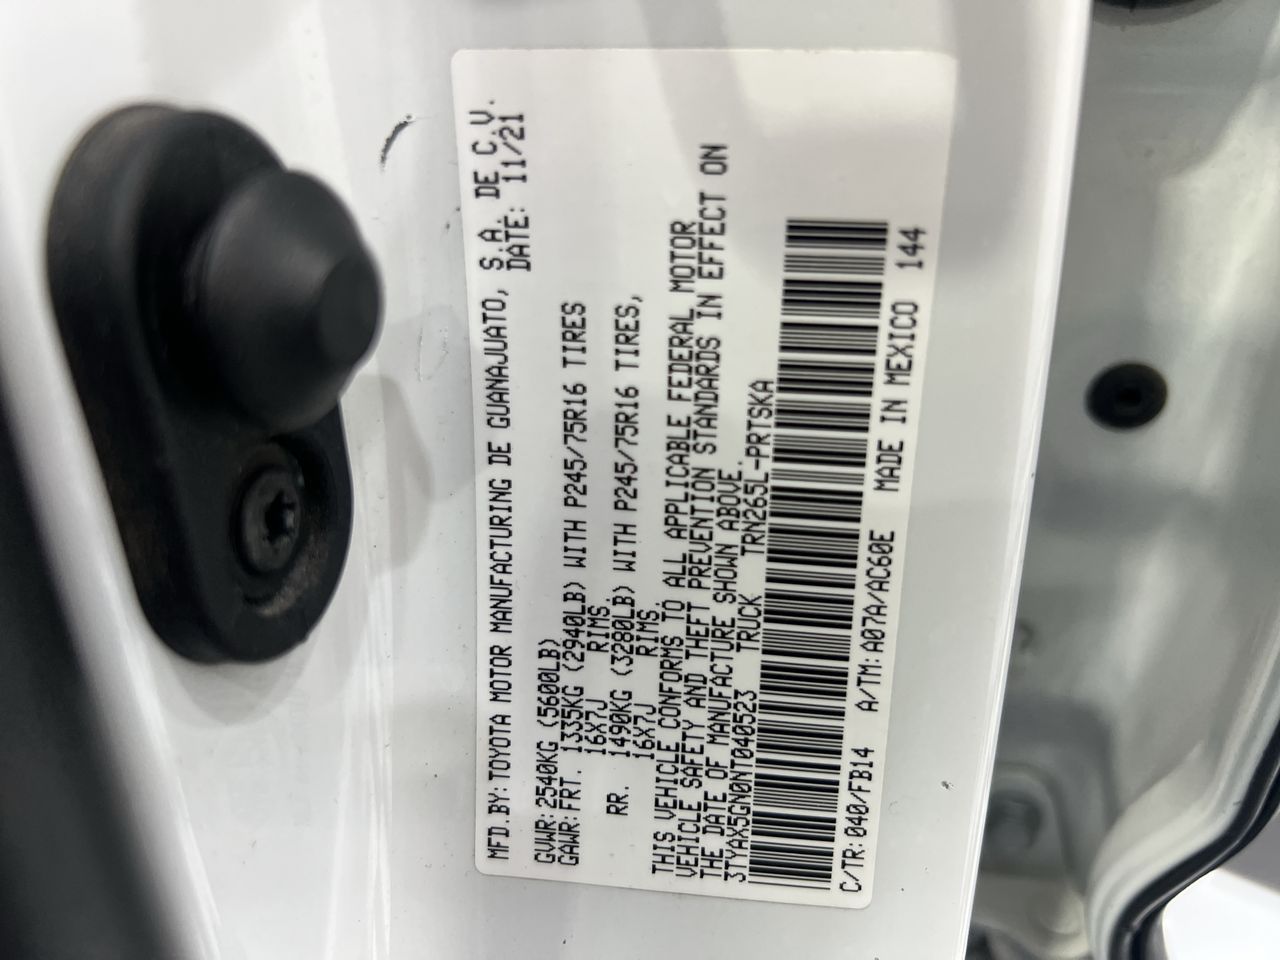 MFD.BY:TOYOTA MOTOR MANUFACTURING DE GUANAJUATO, S.A. DE C.V.
DATE: 11/21
GVWR:2540KG (5600LB)
GAWR:FRT. 1335KG (2940LB) WITH P245/75R16 TIRES
16X7J RIMS.
RR. 1490KG (3280LB) WITH P245/75R16 TIRES,
16X7J RIMS.
THIS VEHICLE CONFORMS TO ALL APPLICABLE FEDERAL MOTOR
VEHICLE SAFETY AND THEFT PREVENTION STANDARDS IN EFFECT ON
THE DATE OF MANUFACTURE SHOWN ABOVE.
3TYAX5GN0NT040523 TRUCK TRN265L-PRTSKA
C/TR:040/FB14 A/TM:A07A/AC60E MADE IN MEXICO 144